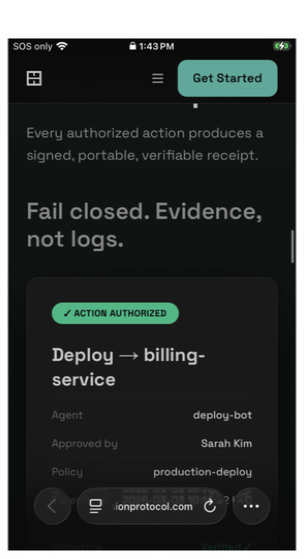 SOS only
1:43 PM
Get Started
Every authorized action produces a
signed, portable, verifiable receipt.
Fail closed. Evidence,
not logs.
✓ ACTION AUTHORIZED
Deploy → billing-
service
Agent deploy-bot
Approved by Sarah Kim
Policy production-deploy
ionprotocol.com
Verified ✓